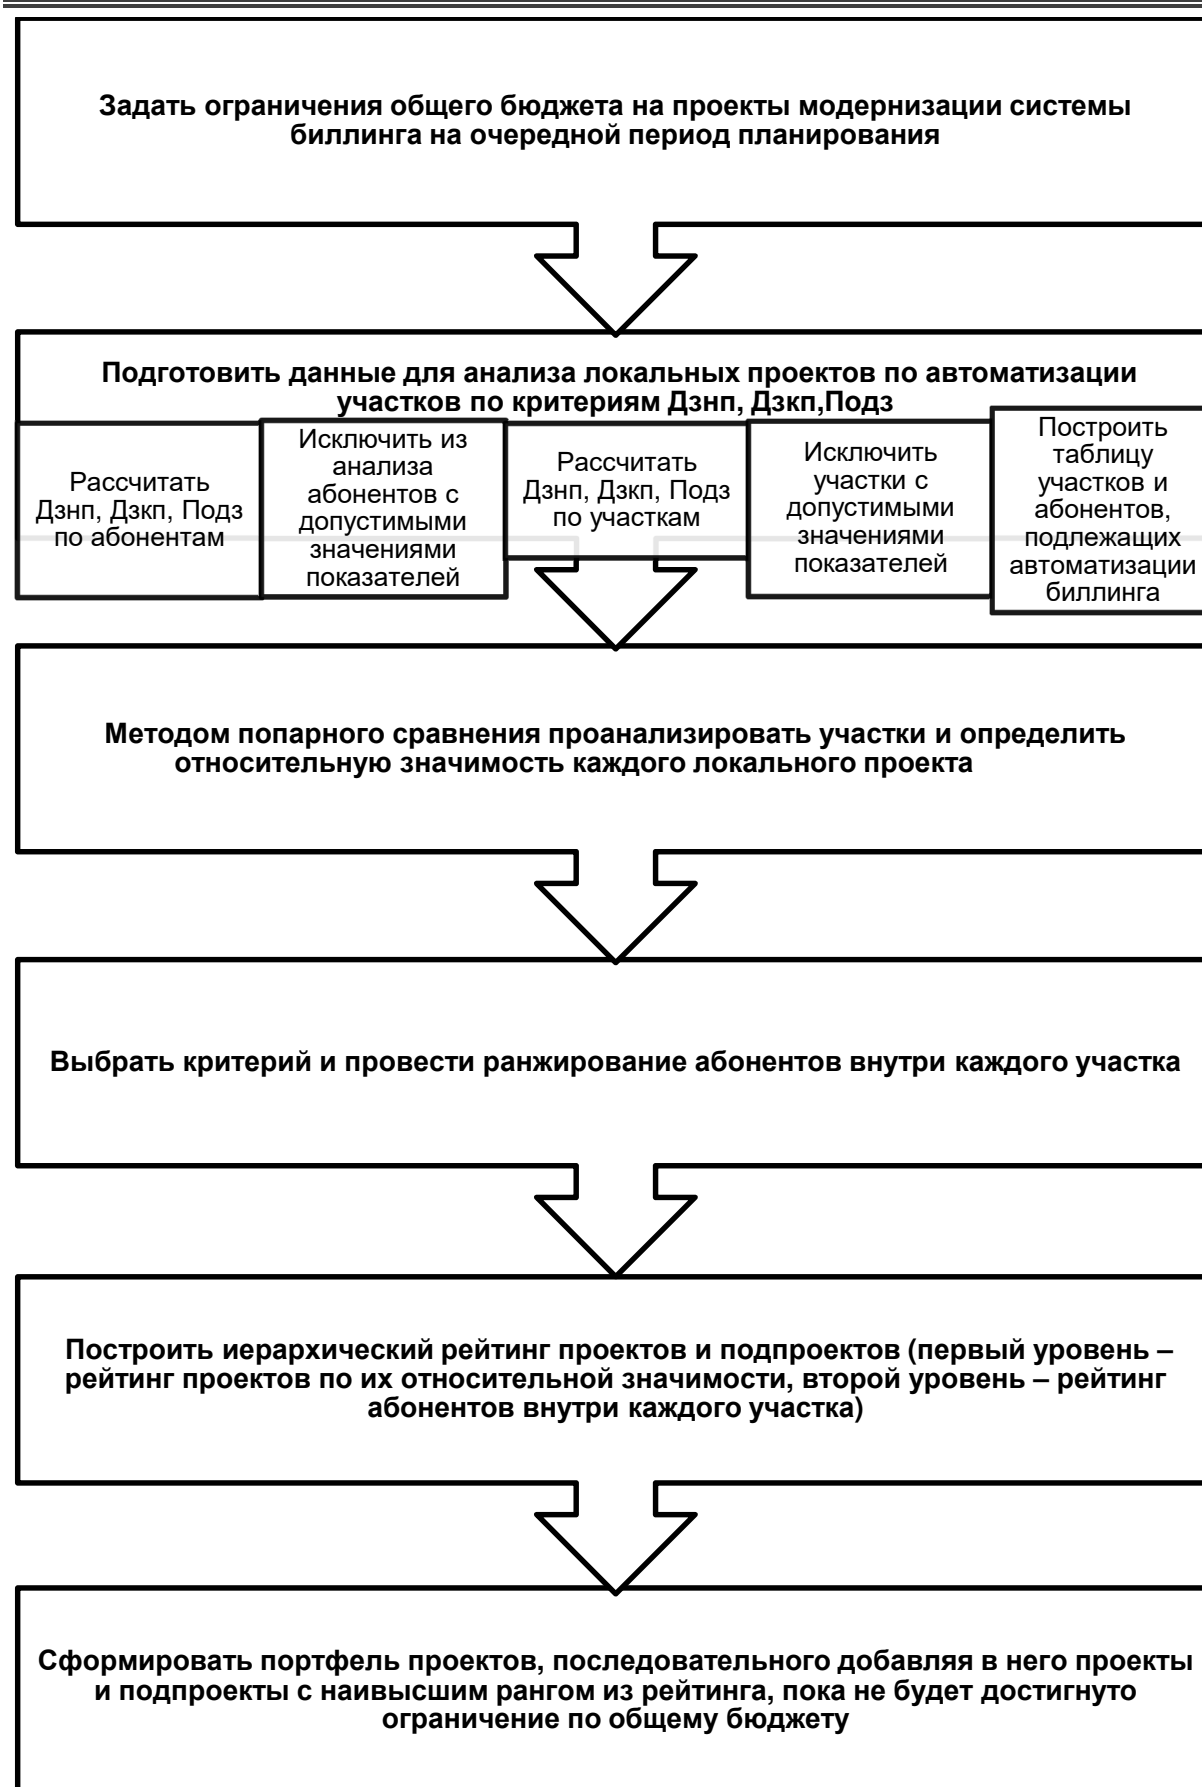 Задать ограничения общего бюджета на проекты модернизации системы
биллинга на очередной период планирования
Подготовить данные для анализа локальных проектов по автоматизации
участков по критериям Дзнп, Дзкп,Подз
Рассчитать
Дзнп, Дзкп, Подз
по абонентам
Исключить из
анализа
абонентов с
допустимыми
значениями
показателей
Рассчитать
Дзнп, Дзкп, Подз
по участкам
Исключить
участки с
допустимыми
значениями
показателей
Построить
таблицу
участков и
абонентов,
подлежащих
автоматизации
биллинга
Методом попарного сравнения проанализировать участки и определить
относительную значимость каждого локального проекта
Выбрать критерий и провести ранжирование абонентов внутри каждого участка
Построить иерархический рейтинг проектов и подпроектов (первый уровень –
рейтинг проектов по их относительной значимости, второй уровень – рейтинг
абонентов внутри каждого участка)
Сформировать портфель проектов, последовательного добавляя в него проекты
и подпроекты с наивысшим рангом из рейтинга, пока не будет достигнуто
ограничение по общему бюджету